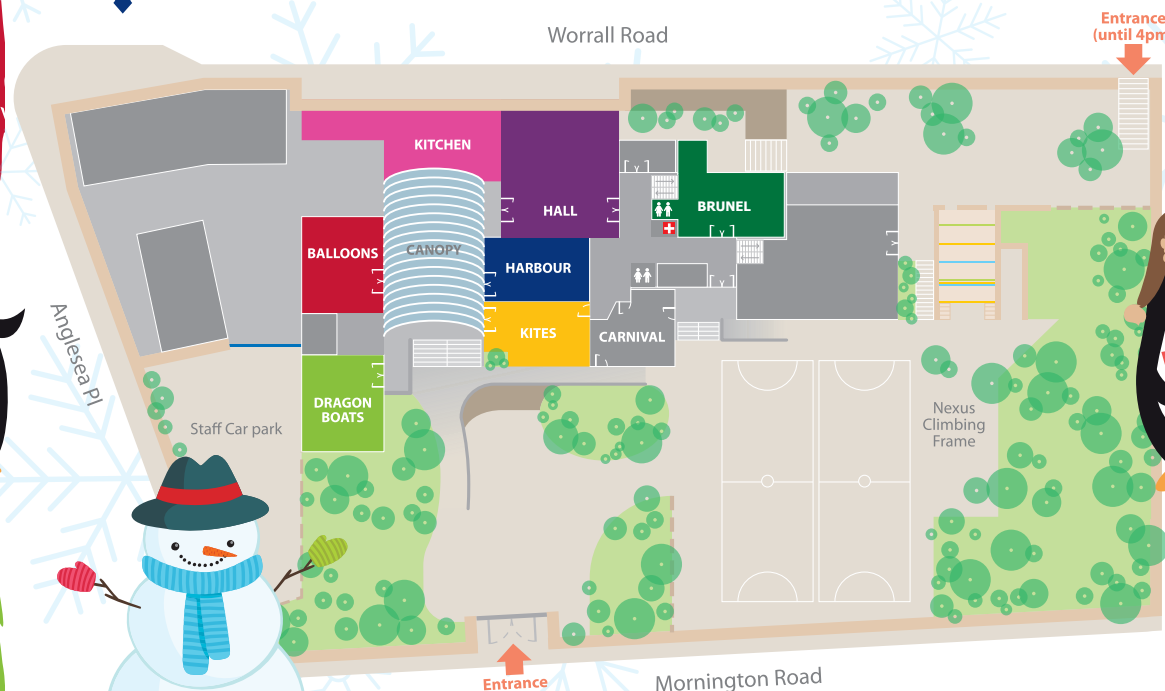 Worrall Road
Entrance
(until 4pm
KITCHEN
HALL
BRUNEL
BALLOONS
CANOPY
HARBOUR
KITES
CARNIVAL
Anglesea Pl
DRAGON
BOATS
Staff Car park
Nexus
Climbing
Frame
Entrance
Mornington Road